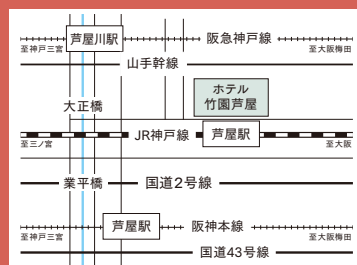 芦屋川駅
阪急神戸線
至神戸三宮
至大阪梅田
山手幹線
ホテル
竹園芦屋
大正橋
JR神戸線
芦屋駅
至三ノ宮
至大阪
業平橋
国道2号線
芦屋駅
阪神本線
至神戸三宮
至大阪梅田
国道43号線